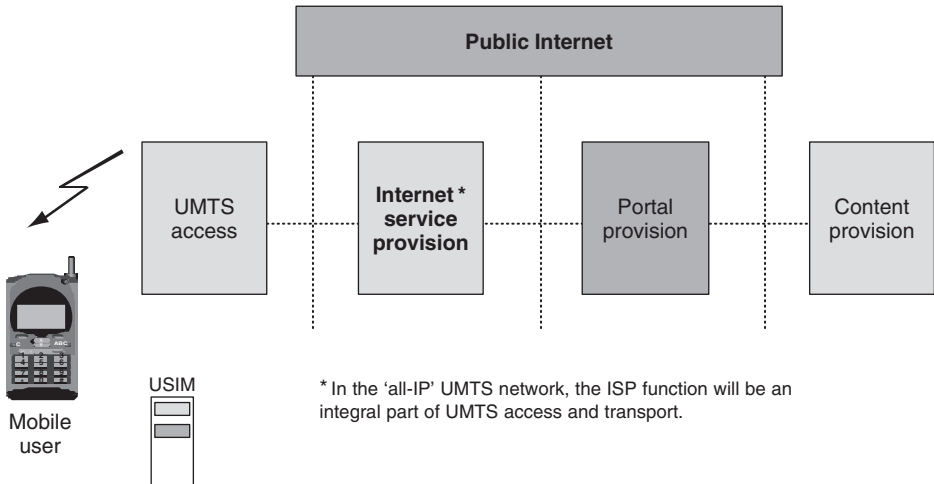 Public Internet
UMTS
access
Internet *
service
provision
Portal
provision
Content
provision
C
ABC
Mobile
user
USIM
* In the ‘all-IP’ UMTS network, the ISP function will be an
integral part of UMTS access and transport.